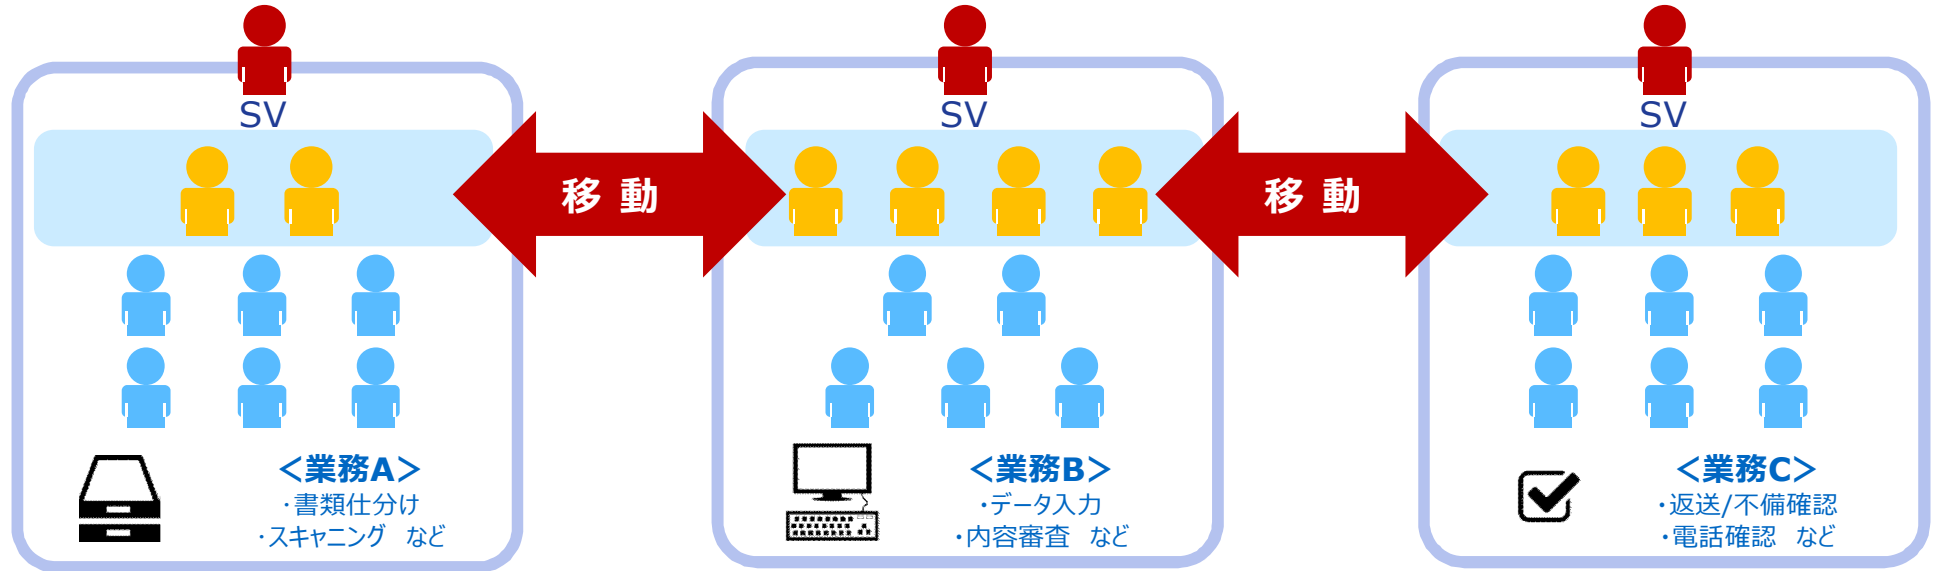 SV
SV
SV
移 動
移 動
＜業務A＞
・書類仕分け
・スキャニング　など
＜業務B＞
・データ入力
・内容審査　など
＜業務C＞
・返送/不備確認
・電話確認　など